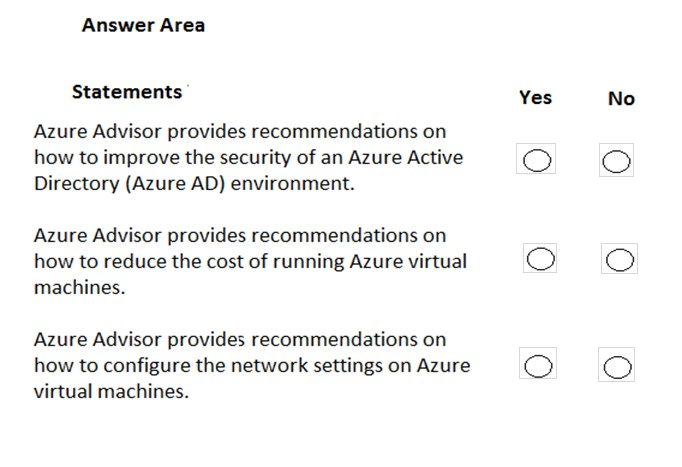 Answer Area
Statements
Yes No
Azure Advisor provides recommendations on
how to improve the security of an Azure Active
Directory (Azure AD) environment.
Azure Advisor provides recommendations on
how to reduce the cost of running Azure virtual
machines.
Azure Advisor provides recommendations on
how to configure the network settings on Azure
virtual machines.